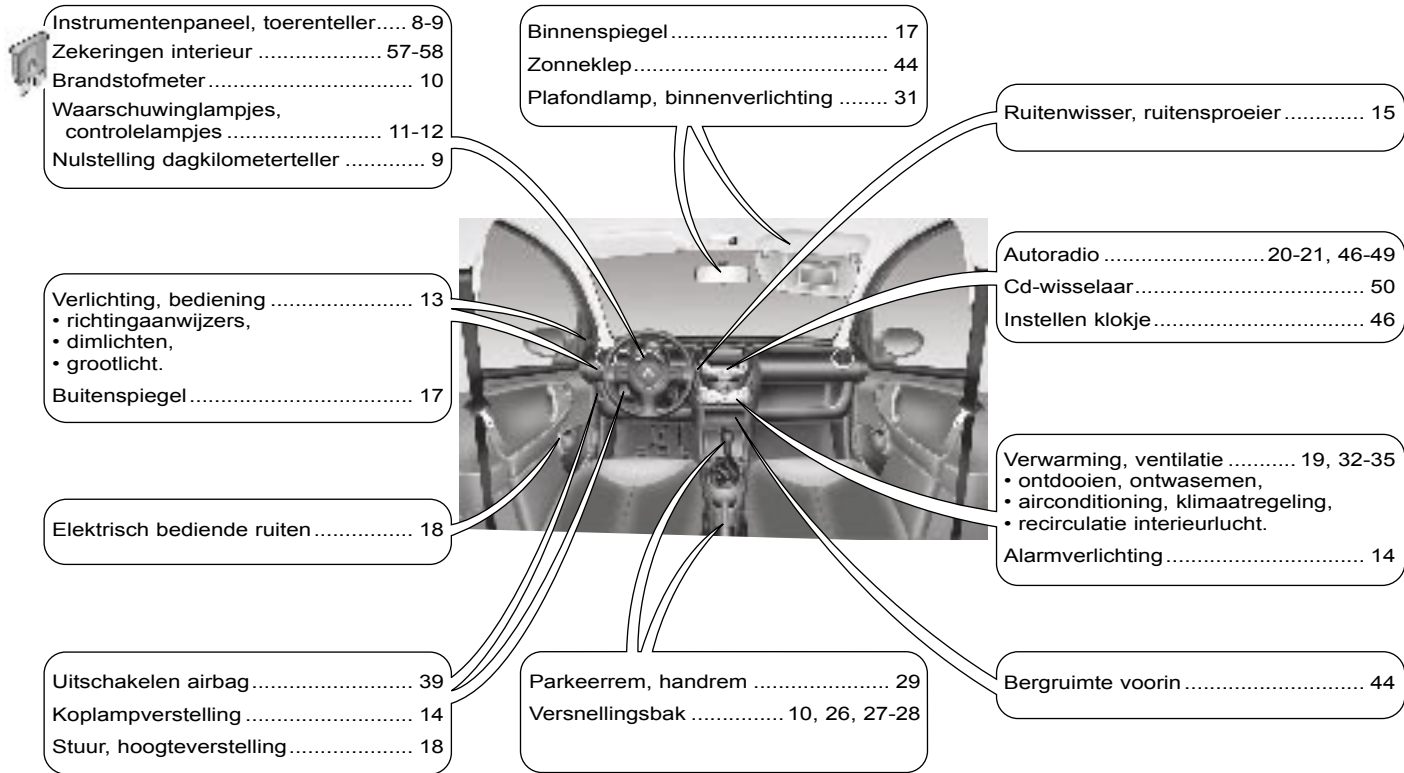 Instrumentenpaneel, toerenteller..... 8-9
Zekeringen interieur ................... 57-58
Brandstofmeter............................... 10
Waarschuwinglampjes,
controlelampjes ...................... 11-12
Nulstelling dagkilometerteller ............ 9
Binnenspiegel................................. 17
Zonneklep....................................... 44
Plafondlamp, binnenverlichting ........ 31
Ruitenwisser, ruitensproeier............. 15
Verlichting, bediening ...................... 13
• richtingaanwijzers,
• dimlichten,
• grootlicht.
Buitenspiegel................................... 17
Autoradio ..........................20-21, 46-49
Cd-wisselaar................................... 50
Instellen klokje................................. 46
Elektrisch bediende ruiten................ 18
Verwarming, ventilatie ........... 19, 32-35
• ontdooien, ontwasemen,
• airconditioning, klimaatregeling,
• recirculatie interieurlucht.
Alarmverlichting............................... 14
Uitschakelen airbag......................... 39
Koplampverstelling .......................... 14
Stuur, hoogteverstelling................... 18
Parkeerrem, handrem ..................... 29
Versnellingsbak ............... 10, 26, 27-28
Bergruimte voorin............................ 44